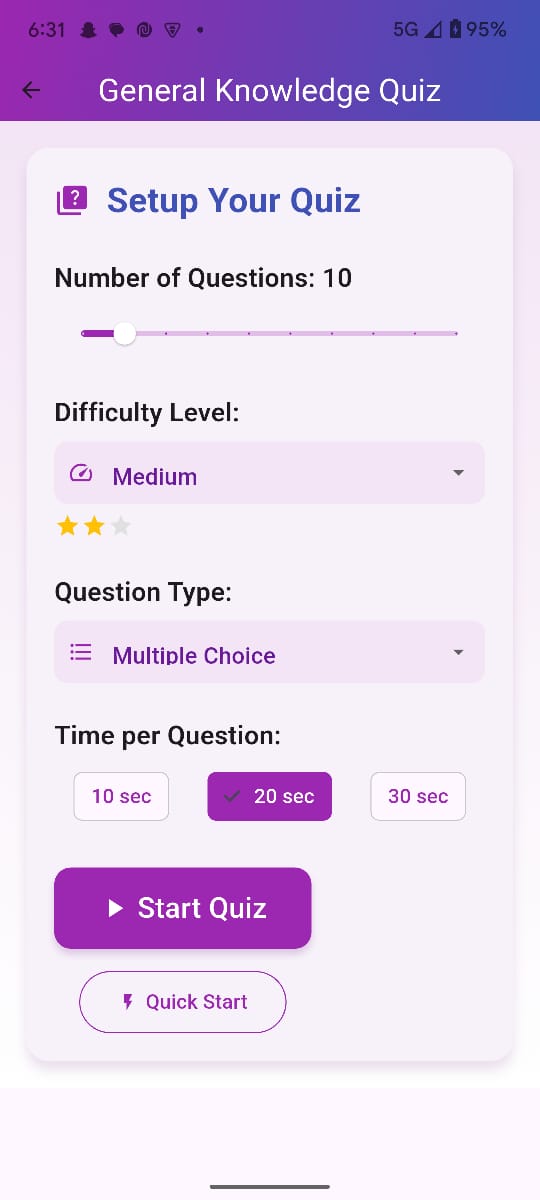 6:31 5G 95%
General Knowledge Quiz
Setup Your Quiz
Number of Questions: 10
Difficulty Level:
Medium
Question Type:
Multiple Choice
Time per Question:
10 sec 20 sec 30 sec
Start Quiz
Quick Start